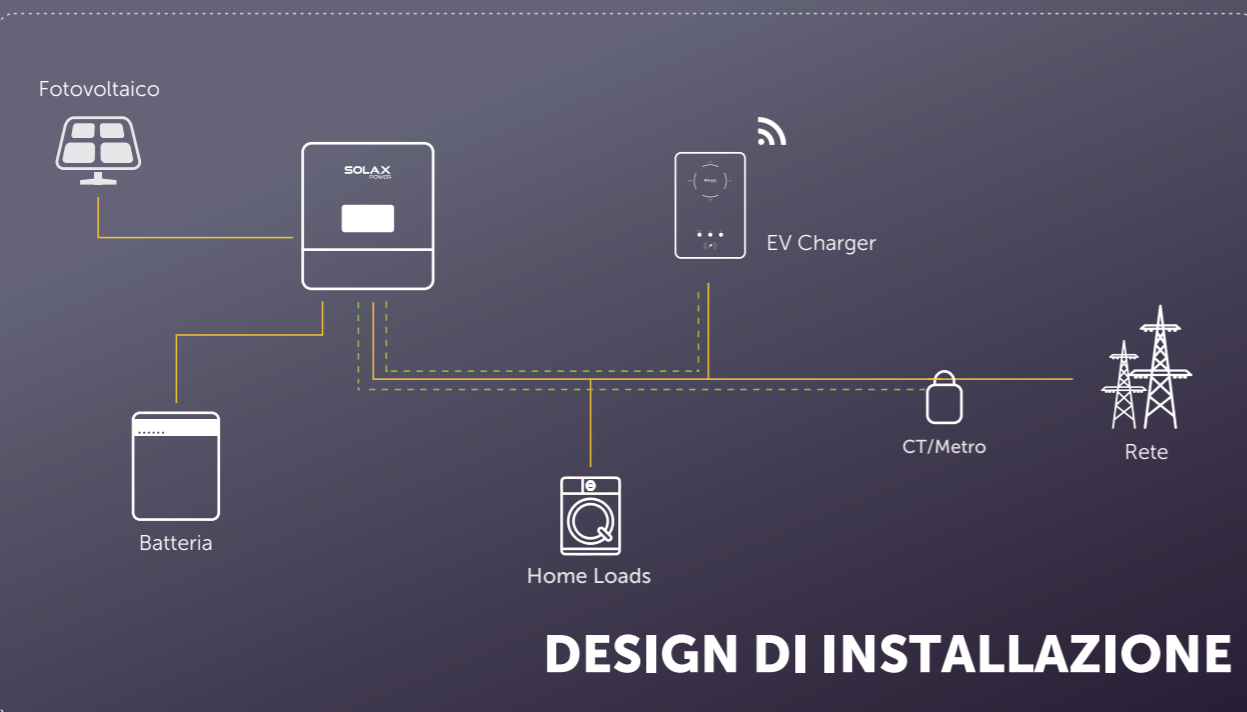 Fotovoltaico
SOLAX
POWER
EV Charger
CT/Metro
Rete
Batteria
Home Loads
DESIGN DI INSTALLAZIONE